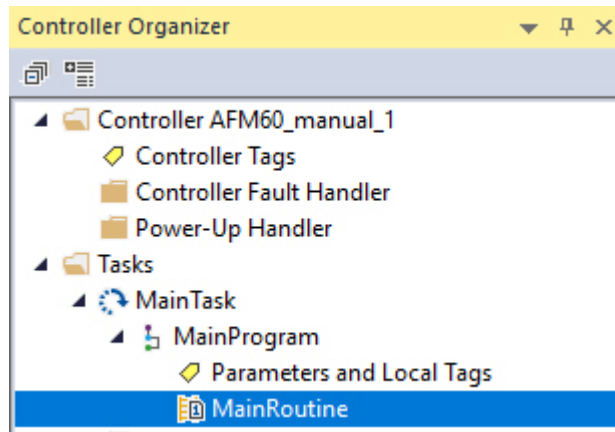 Controller Organizer
Controller AFM60_manual_1
Controller Tags
Controller Fault Handler
Power-Up Handler
Tasks
MainTask
MainProgram
Parameters and Local Tags
MainRoutine